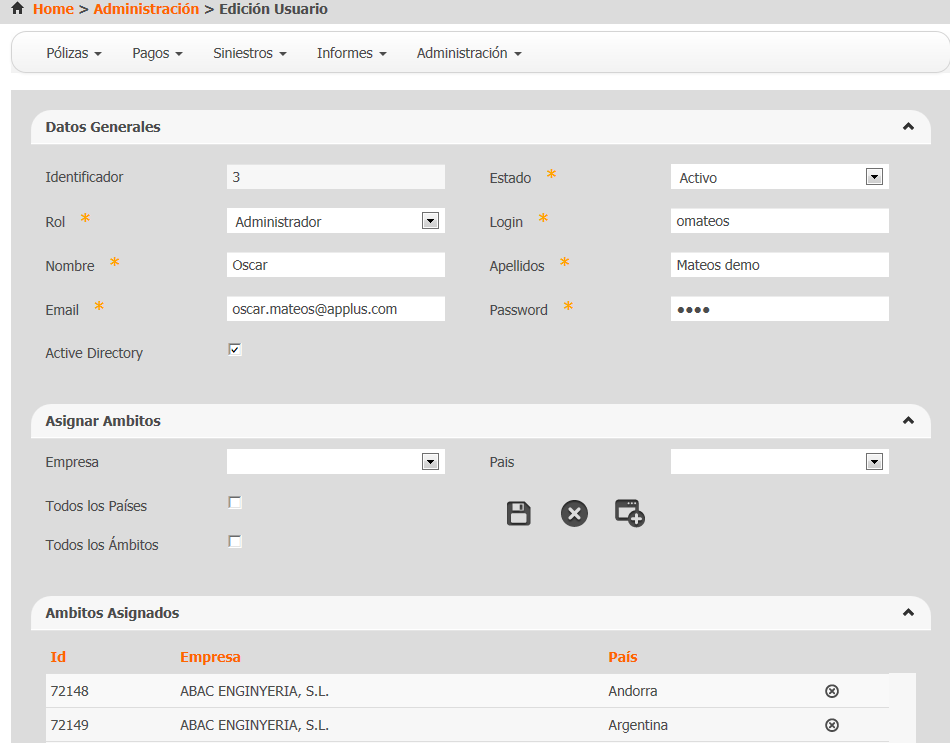 Home > Administración > Edición Usuario
Pólizas Pagos Siniestros Informes Administración
Datos Generales
Identificador 3 Estado * Activo
Rol * Administrador Login * omateos
Nombre * Oscar Apellidos * Mateos demo
Email * oscar.mateos@applus.com Password * ●●●●
Active Directory
Asignar Ambitos
Empresa Pais
Todos los Países
Todos los Ámbitos
Ambitos Asignados
Id Empresa País
72148 ABAC ENGINYERIA, S.L. Andorra
72149 ABAC ENGINYERIA, S.L. Argentina